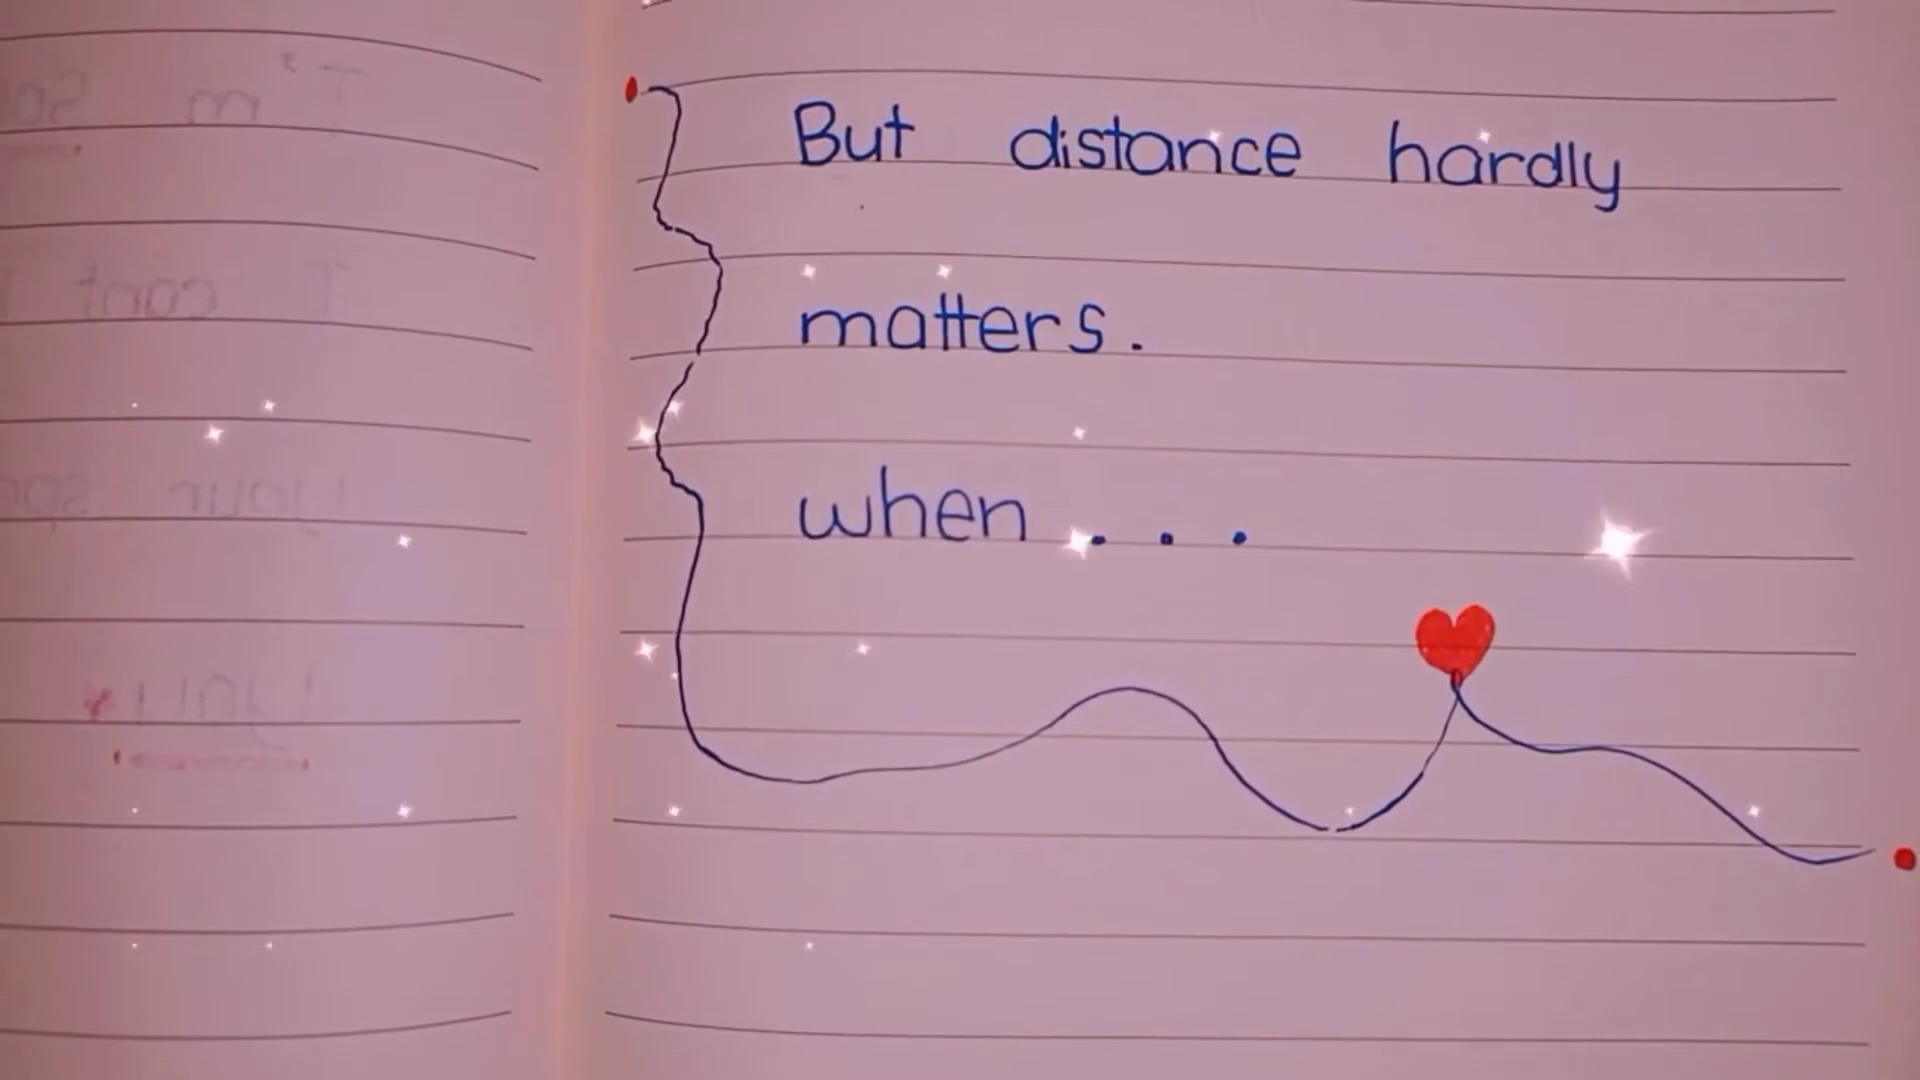 But distance hardly
matters.
when . . .